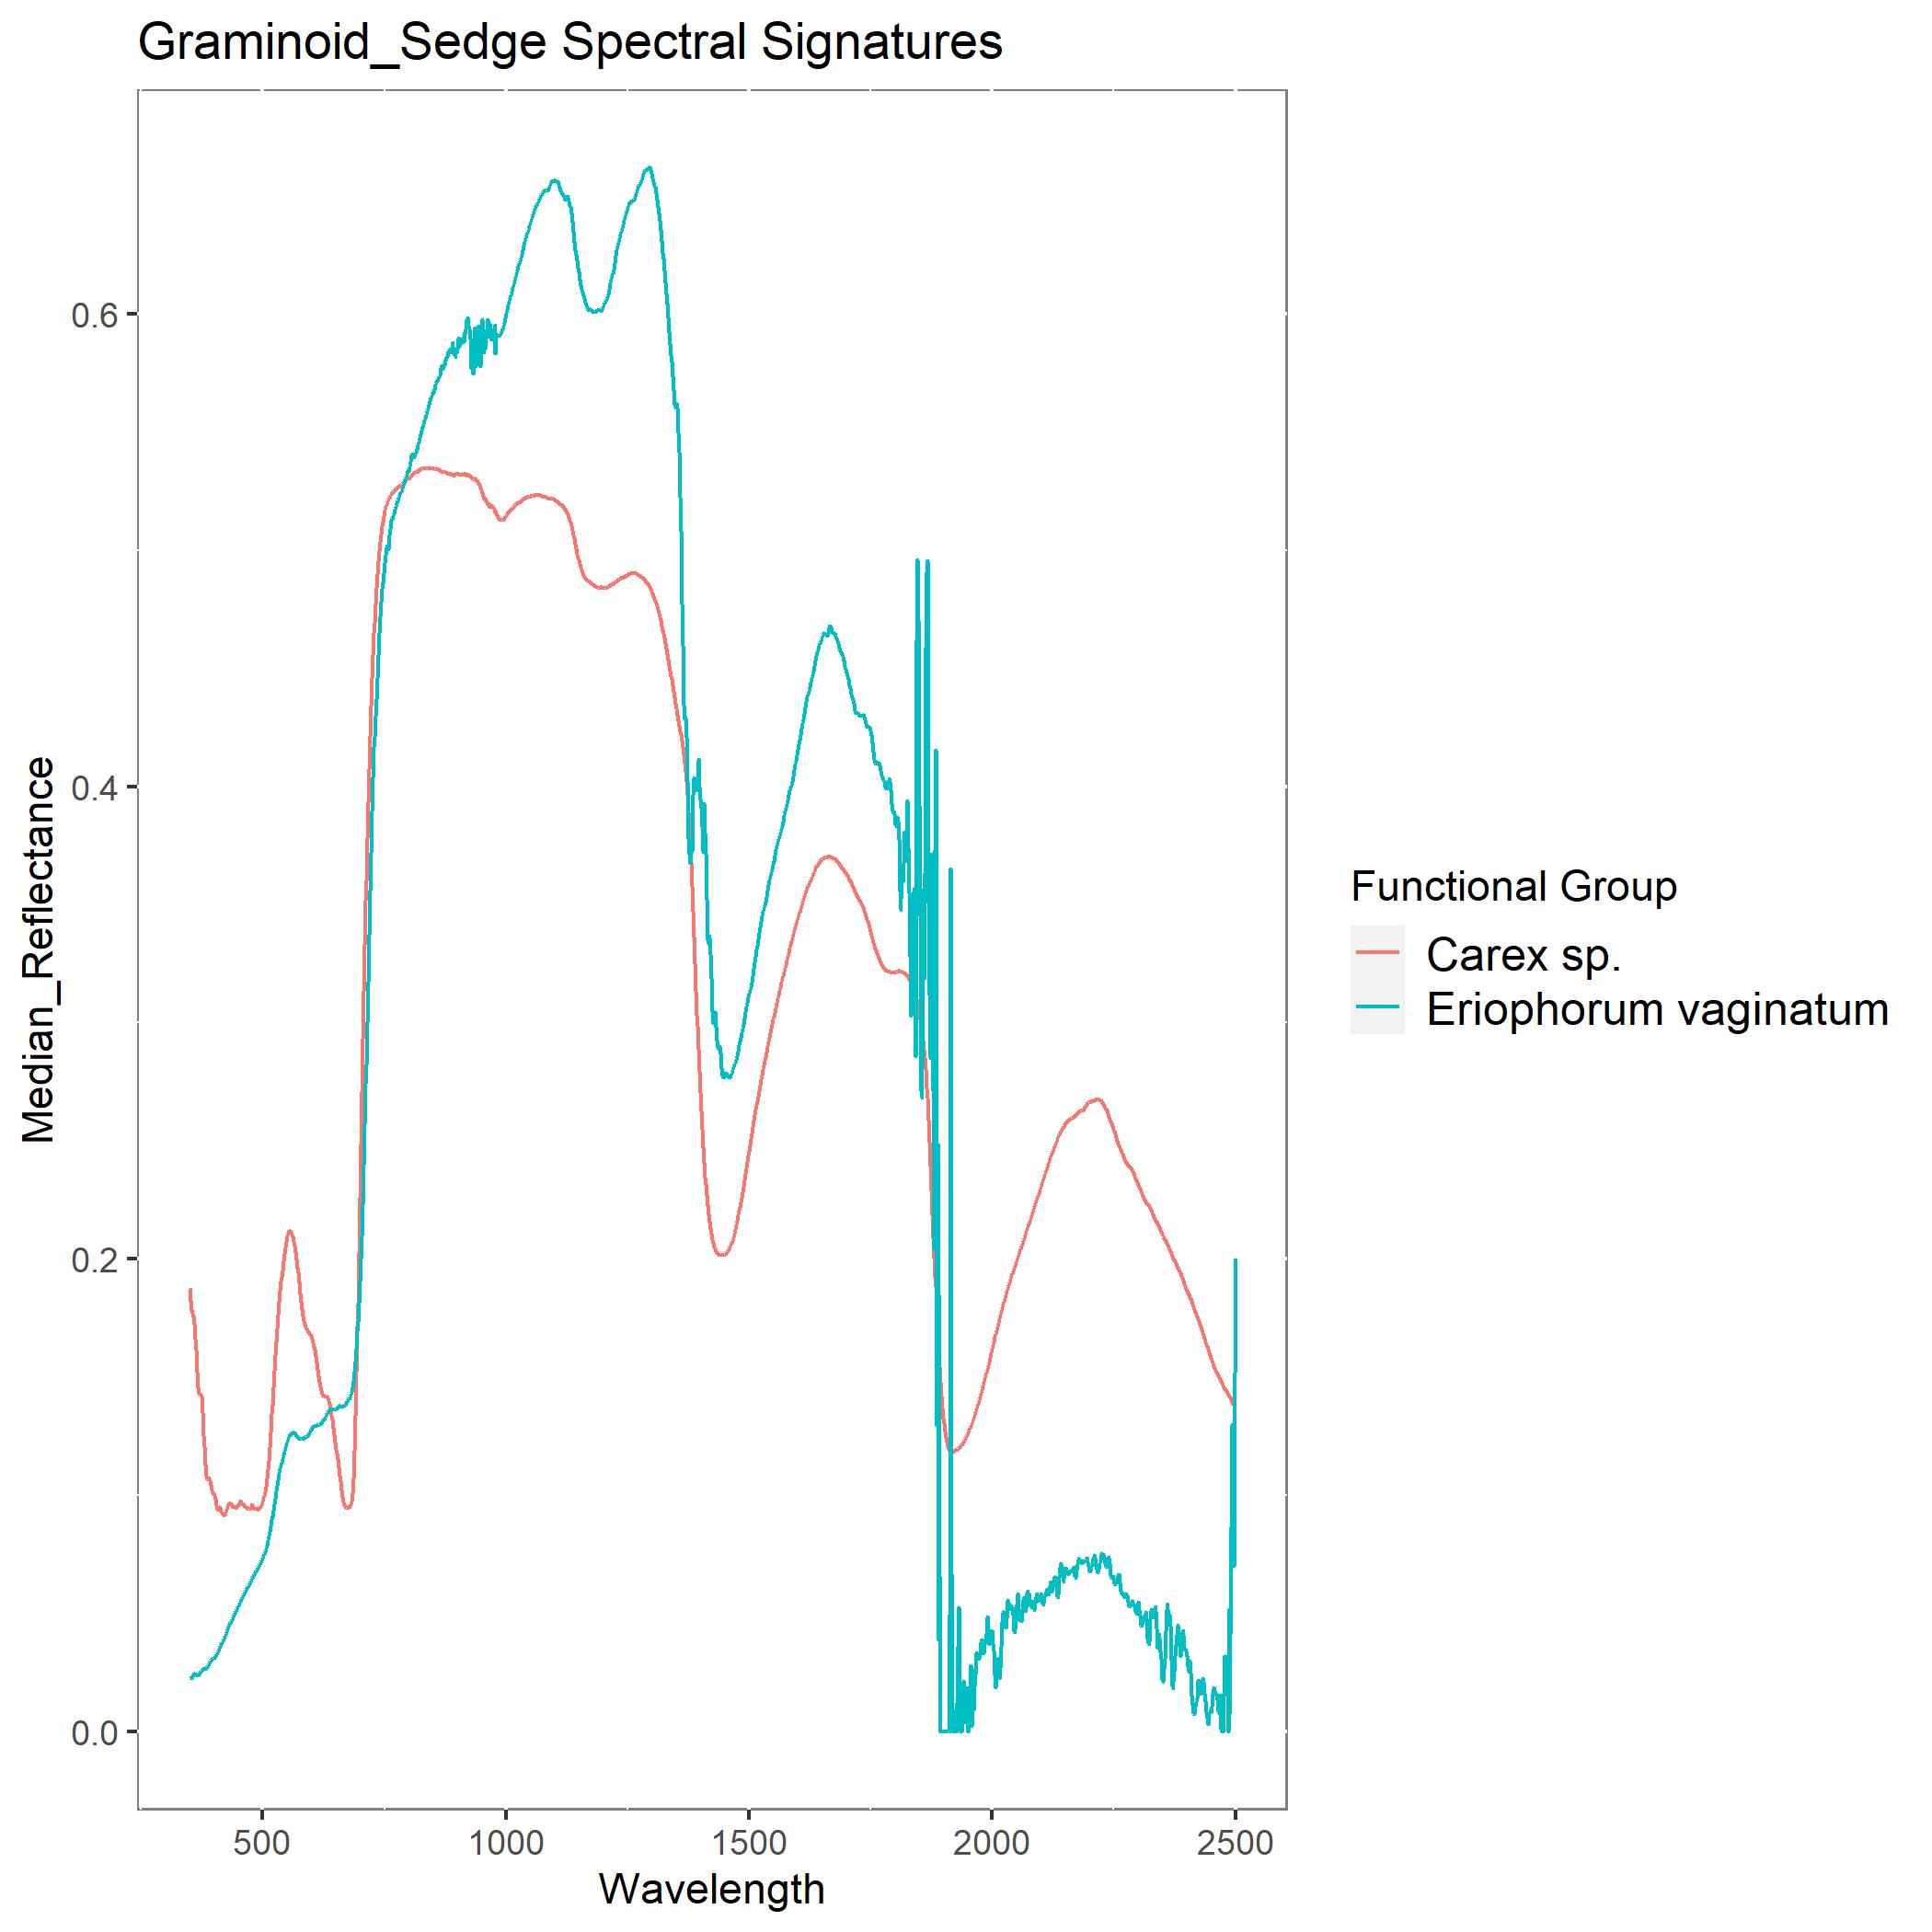 Graminoid_Sedge Spectral Signatures
Median_Reflectance
0.6
0.4
0.2
0.0
500 1000 1500 2000 2500
Wavelength
Functional Group
Carex sp.
Eriophorum vaginatum